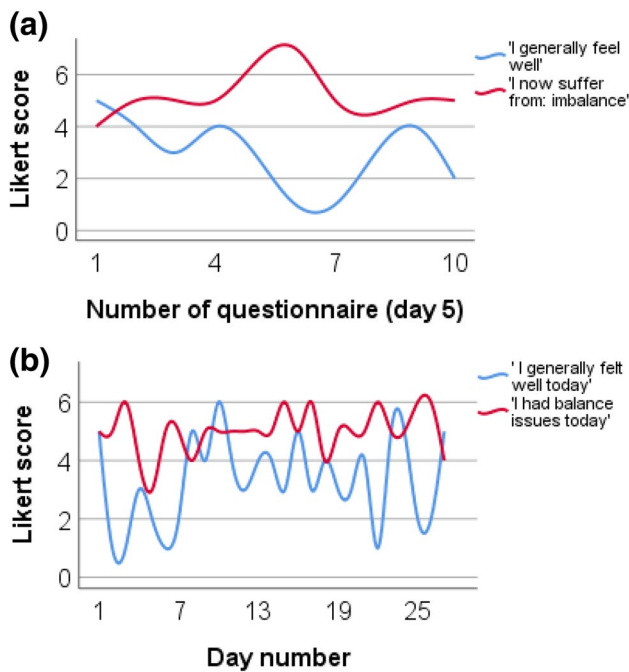 (a)
'I generally feel
well'
'I now suffer
from: imbalance'
Likert score
6
4
2
0
1 4 7 10
Number of questionnaire (day 5)
(b)
' I generally felt
well today'
'I had balance
issues today'
Likert score
6
4
2
0
1 7 13 19 25
Day number